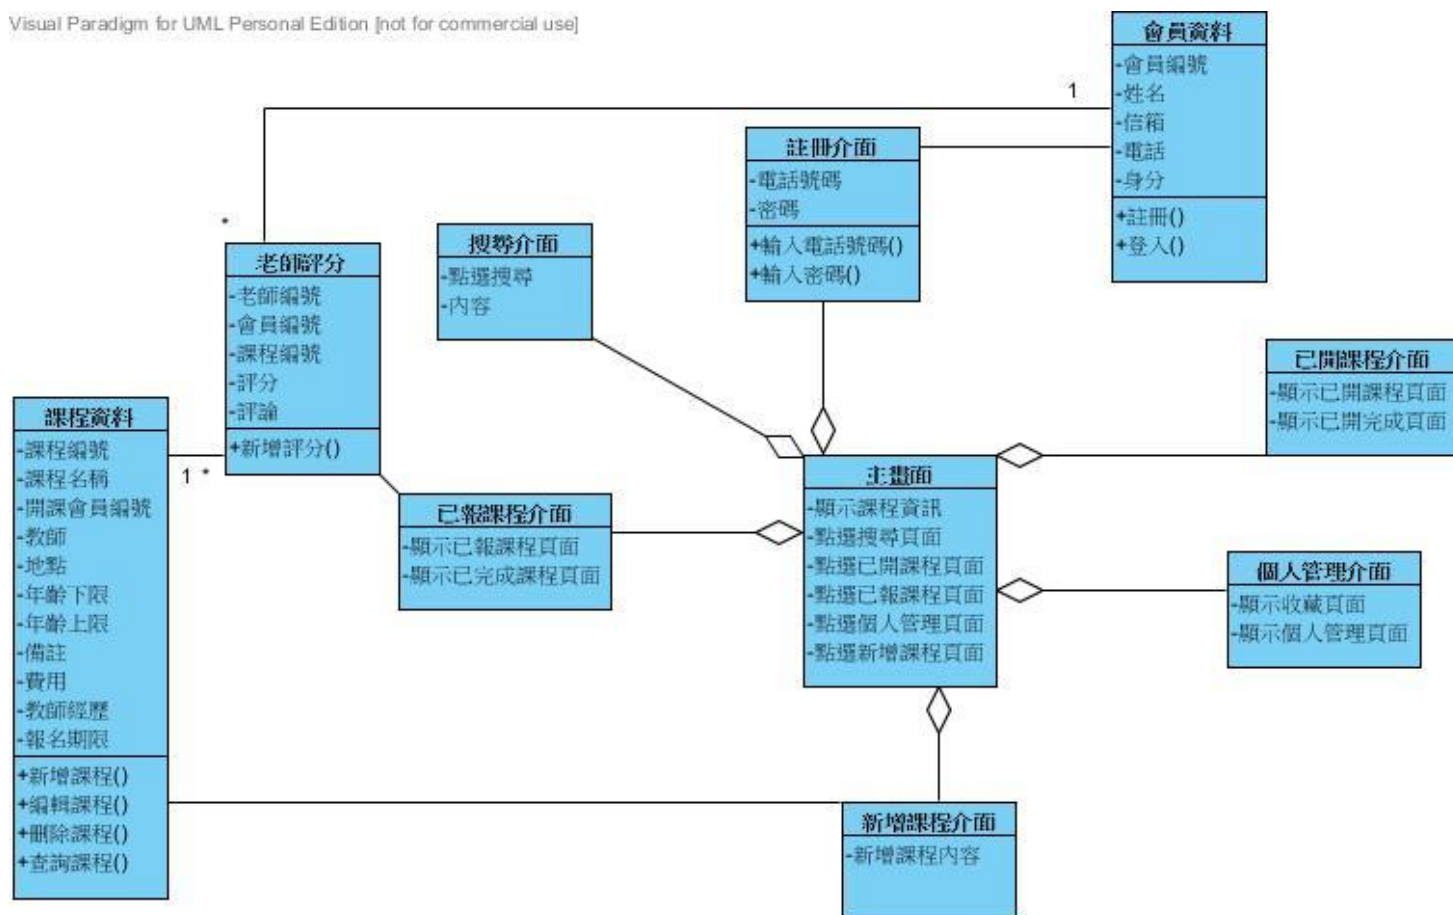 Visual Paradigm for UML Personal Edition [not for commercial use]
會員資料
-會員編號
-姓名
-信箱
-電話
-身分
+註冊()
+登入()
1
註冊介面
-電話號碼
-密碼
+輸入電話號碼()
+輸入密碼()
*
搜尋介面
-點選搜尋
-內容
老師評分
-老師編號
-會員編號
-課程編號
-評分
-評論
+新增評分()
已開課程介面
-顯示已開課程頁面
-顯示已開完成頁面
課程資料
-課程編號
-課程名稱
-開課會員編號
-教師
-地點
-年齡下限
-年齡上限
-備註
-費用
-教師經歷
-報名期限
+新增課程()
+編輯課程()
+刪除課程()
+查詢課程()
1 *
已報課程介面
-顯示已報課程頁面
-顯示已完成課程頁面
主畫面
-顯示課程資訊
-點選搜尋頁面
-點選已開課程頁面
-點選已報課程頁面
-點選個人管理頁面
-點選新增課程頁面
個人管理介面
-顯示收藏頁面
-顯示個人管理頁面
新增課程介面
-新增課程內容